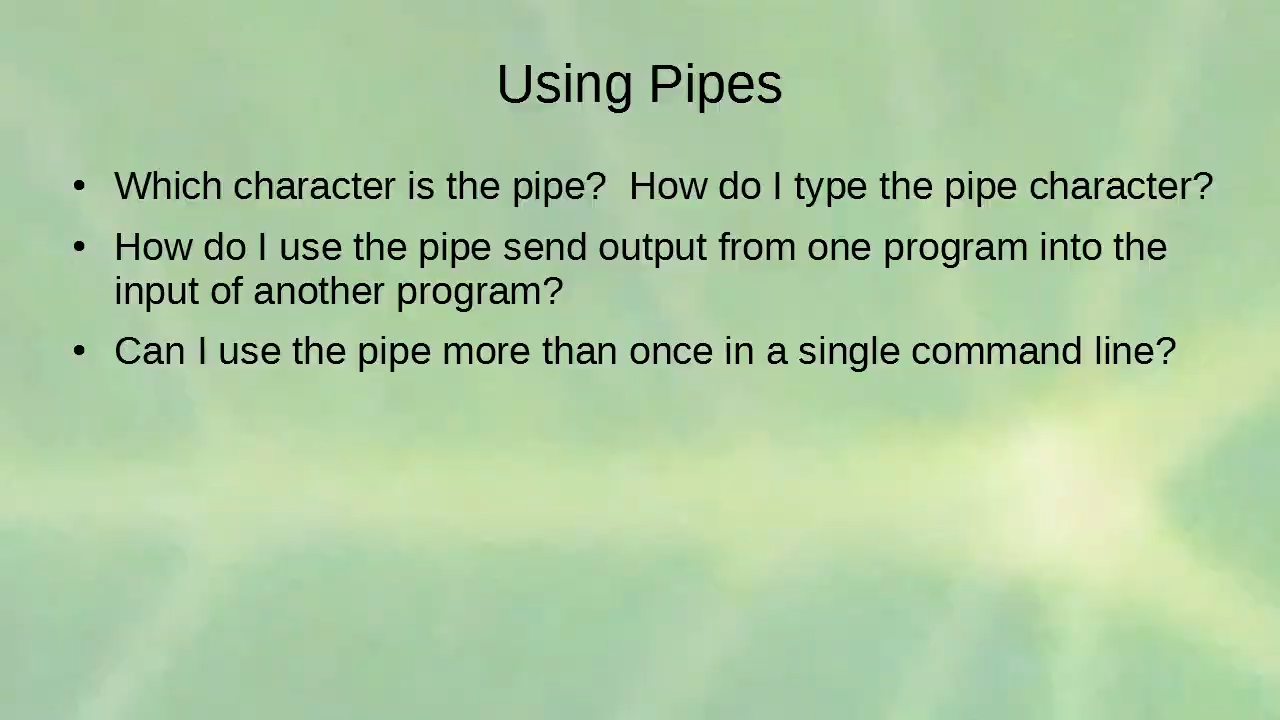 Using Pipes
• Which character is the pipe?  How do I type the pipe character?
• How do I use the pipe send output from one program into the
input of another program?
• Can I use the pipe more than once in a single command line?